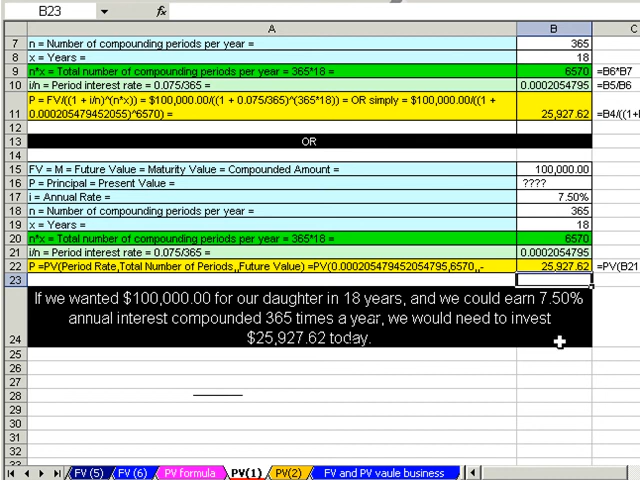 B23 fx
A B C
7 n = Number of compounding periods per year = 365
8 x = Years = 18
9 n*x = Total number of compounding periods per year = 365*18 = 6570 =B6*B7
10 i/n = Period interest rate = 0.075/365 = 0.0002054795 =B5/B6
P = FV/((1 + i/n)^(n*x)) = $100,000.00/((1 + 0.075/365)^(365*18)) = OR simply = $100,000.00/((1 +
11 0.000205479452055)^6570) = 25,927.62 =B4/((1+
12
13 OR
14
15 FV = M = Future Value = Maturity Value = Compounded Amount = 100,000.00
16 P = Principal = Present Value = ????
17 i = Annual Rate = 7.50%
18 n = Number of compounding periods per year = 365
19 x = Years = 18
20 n*x = Total number of compounding periods per year = 365*18 = 6570
21 i/n = Period interest rate = 0.075/365 = 0.0002054795
22 P =PV(Period Rate,Total Number of Periods,,Future Value) =PV(0.000205479452054795,6570,,- 25,927.62 =PV(B21
23
If we wanted $100,000.00 for our daughter in 18 years, and we could earn 7.50%
annual interest compounded 365 times a year, we would need to invest
24 $25,927.62 today.
25
26
27
28
29
30
31
32
FV (5) FV (6) PV formula PV(1) PV(2) FV and PV vaule business